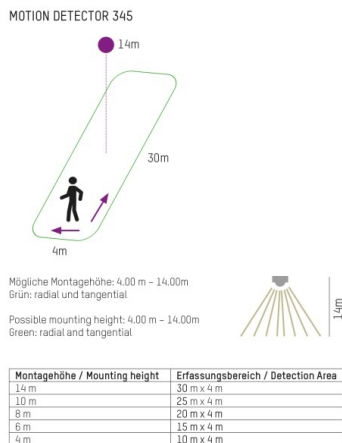 MOTION DETECTOR 345
14m
30m
4m
Mögliche Montagehöhe: 4.00 m – 14.00m
Grün: radial und tangential
Possible mounting height: 4.00 m – 14.00m
Green: radial and tangential
14m
Montagehöhe / Mounting height Erfassungsbereich / Detection Area
14 m 30 m x 4 m
10 m 25 m x 4 m
8 m 20 m x 4 m
6 m 15 m x 4 m
4 m 10 m x 4 m